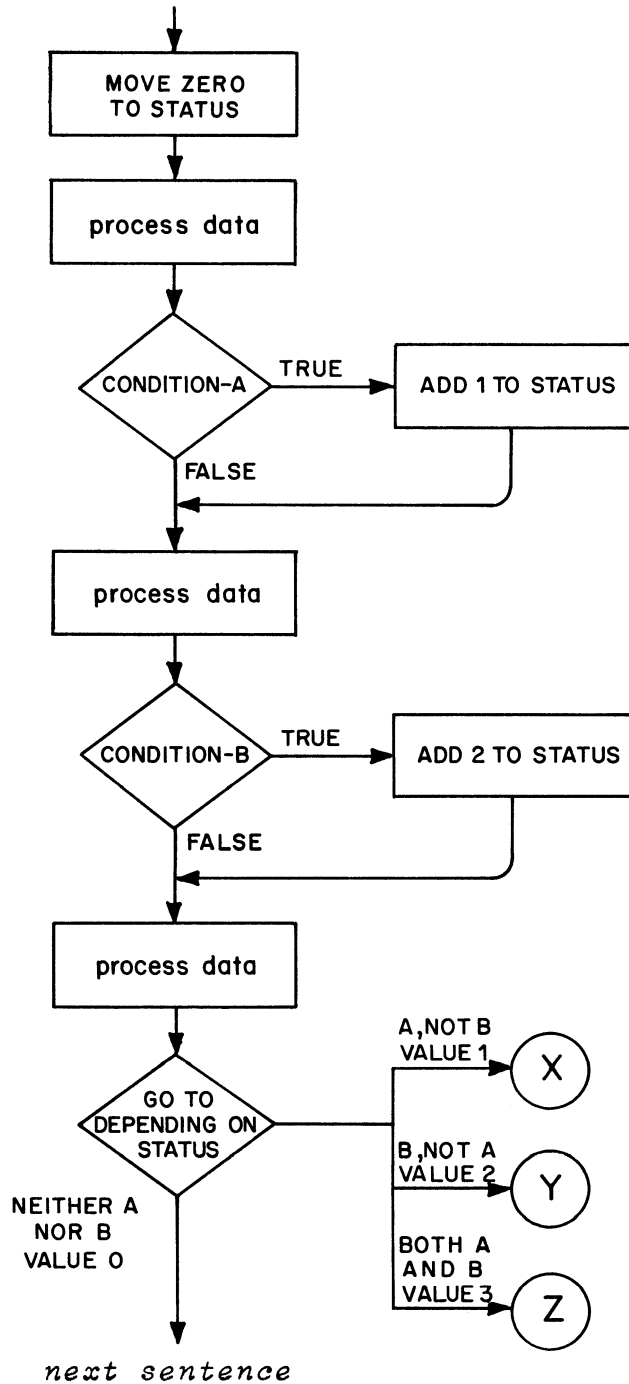 MOVE ZERO
TO STATUS
process data
CONDITION-A
TRUE
ADD 1 TO STATUS
FALSE
process data
CONDITION-B
TRUE
ADD 2 TO STATUS
FALSE
process data
GO TO
DEPENDING ON
STATUS
A, NOT B
VALUE 1
X
B, NOT A
VALUE 2
Y
BOTH A
AND B
VALUE 3
Z
NEITHER A
NOR B
VALUE 0
next sentence